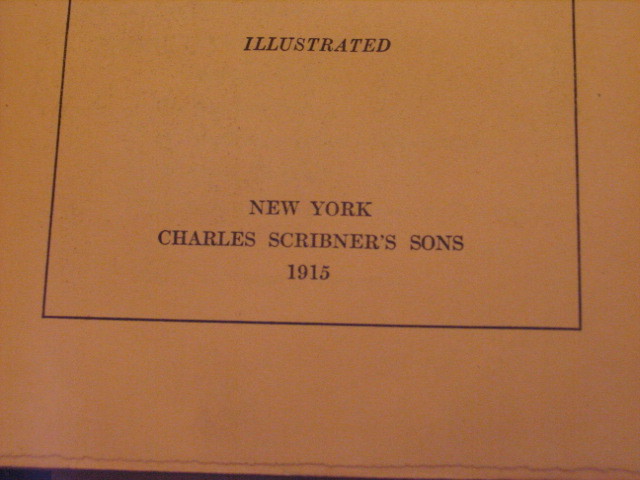 ILLUSTRATED
NEW YORK
CHARLES SCRIBNER'S SONS
1915